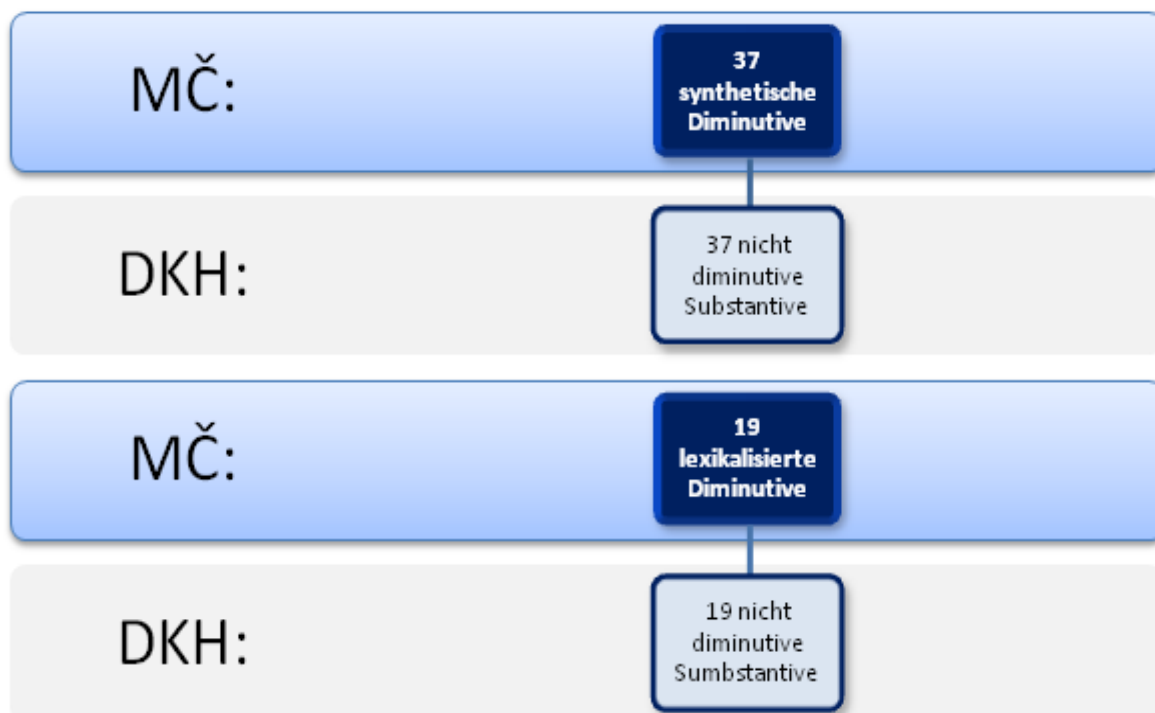 MČ:
37
synthetische
Diminutive
DKH:
37 nicht
diminutive
Substantive
MČ:
19
lexikalisierte
Diminutive
DKH:
19 nicht
diminutive
Sumbstantive